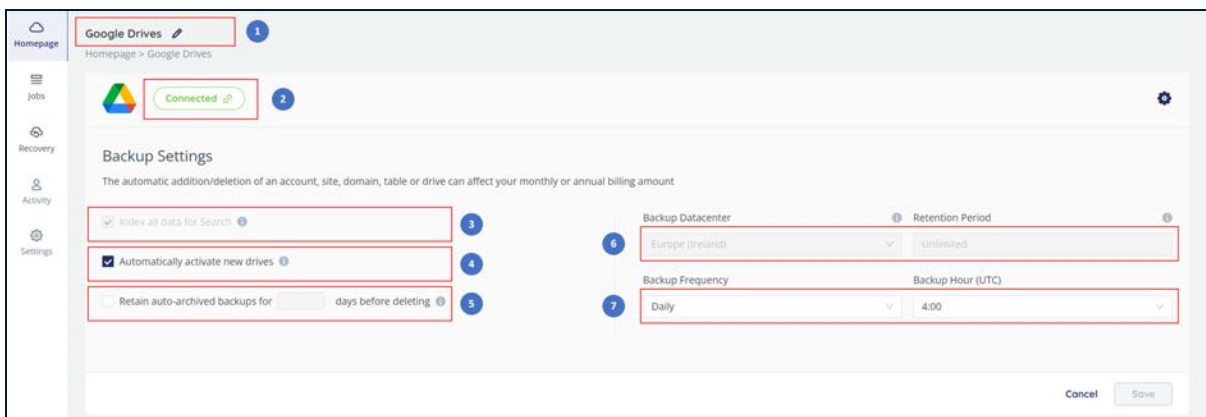 Homepage
Jobs
Recovery
Activity
Settings
Google Drives
1
Homepage > Google Drives
Connected
2
Backup Settings
The automatic addition/deletion of an account, site, domain, table or drive can affect your monthly or annual billing amount
Index all data for Search
3
Automatically activate new drives
4
Retain auto-archived backups for days before deleting
5
Backup Datacenter
Retention Period
6
Europe (Ireland)
Unlimited
Backup Frequency
Backup Hour (UTC)
7
Daily
4:00
Cancel
Save